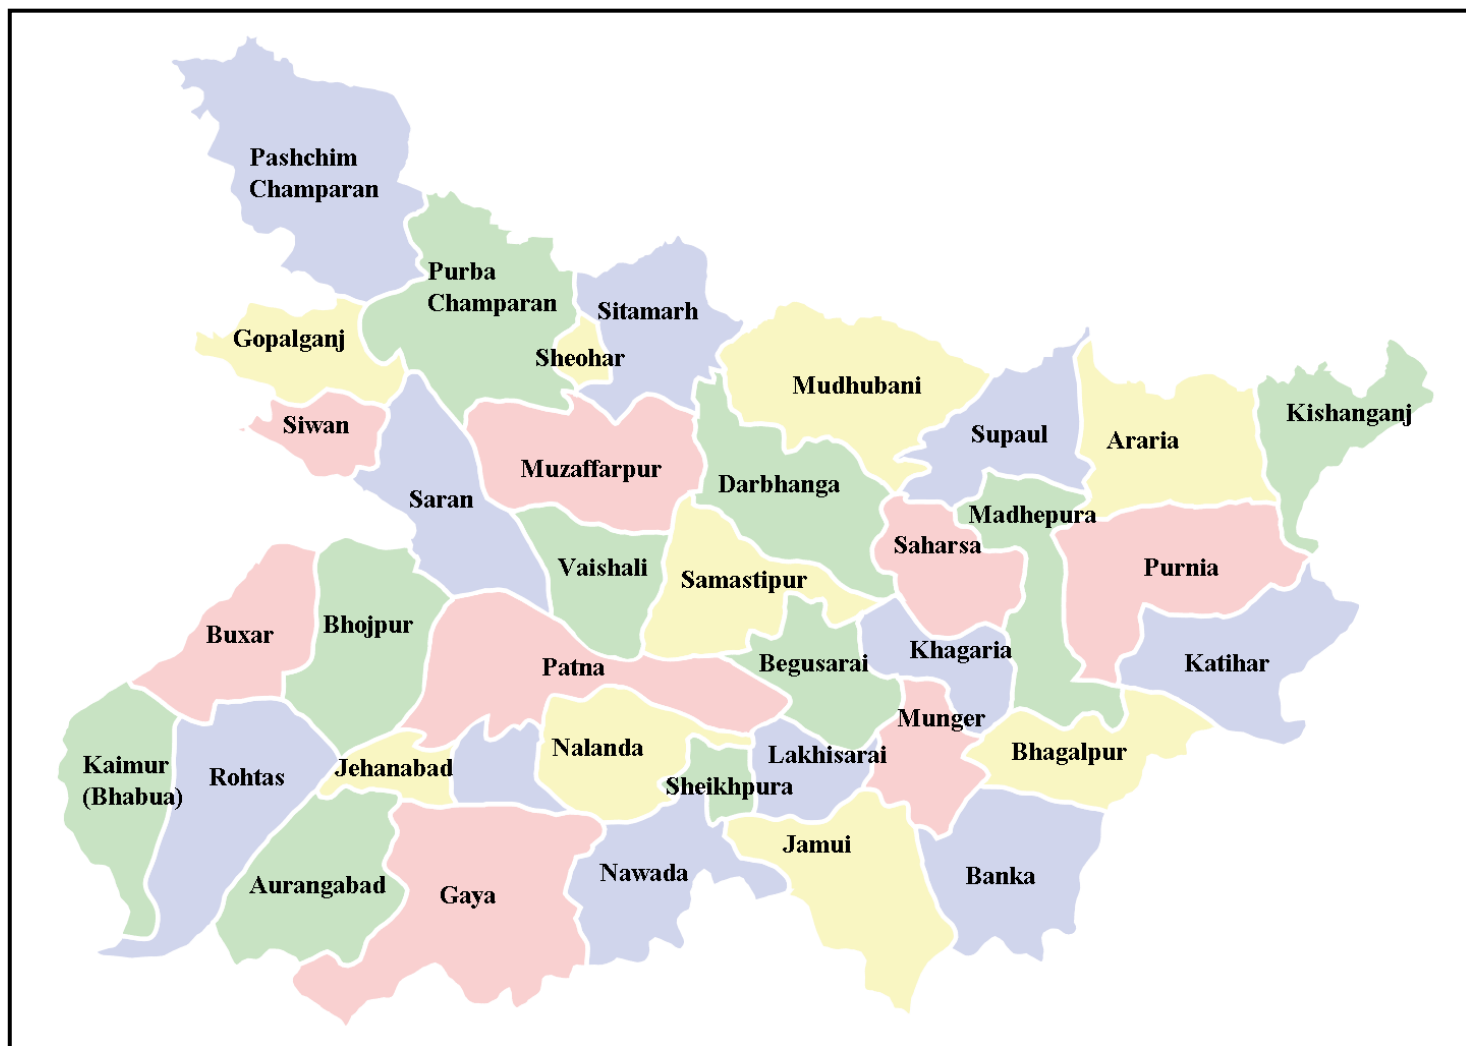 Pashchim
Champaran
Purba
Champaran
Sitamarh
Gopalganj
Sheohar
Mudhubani
Siwan
Kishanganj
Supaul
Araria
Muzaffarpur
Darbhanga
Saran
Madhepura
Saharsa
Vaishali
Samastipur
Purnia
Buxar
Bhojpur
Patna
Begusarai
Khagaria
Katihar
Munger
Nalanda
Lakhisarai
Bhagalpur
Kaimur
(Bhabua)
Rohtas
Jehanabad
Sheikhpura
Jamui
Aurangabad
Gaya
Nawada
Banka